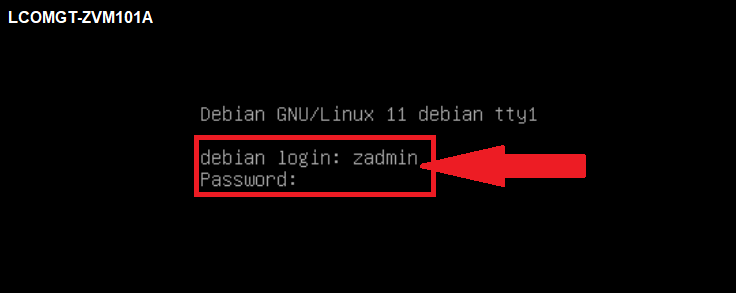 LCOMGT-ZVM101A
Debian GNU/Linux 11 debian tty1
debian login: zadmin
Password: